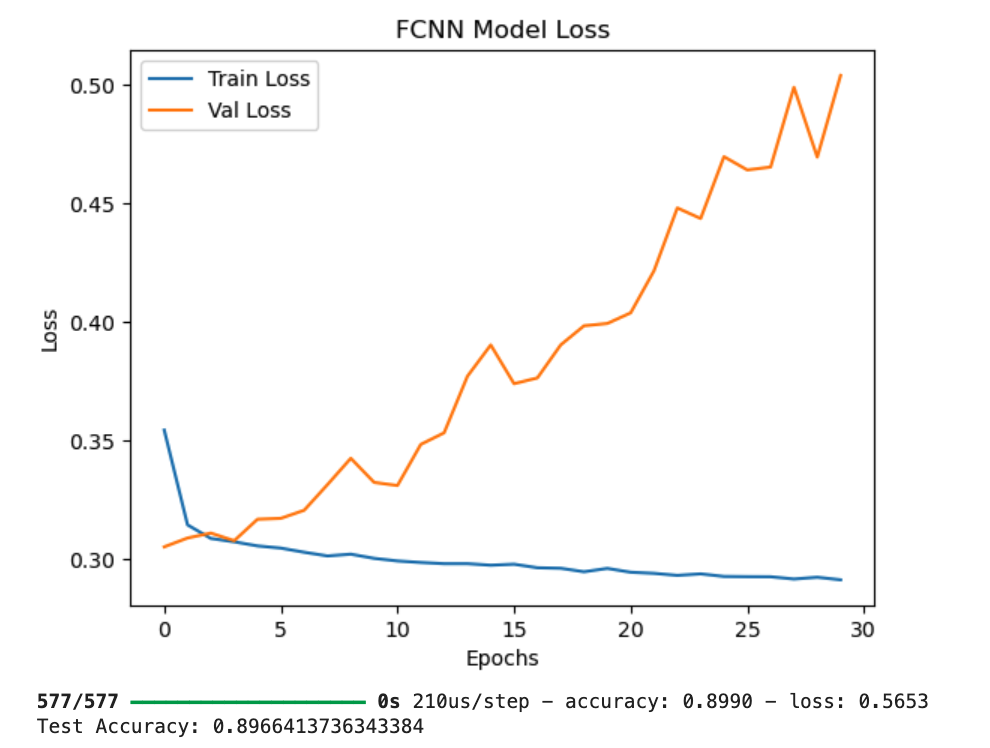 FCNN Model Loss
Train Loss
Val Loss
0.50
0.45
0.40
0.35
0.30
Loss
0 5 10 15 20 25 30
Epochs
577/577 0s 210us/step – accuracy: 0.8990 – loss: 0.5653
Test Accuracy: 0.8966413736343384